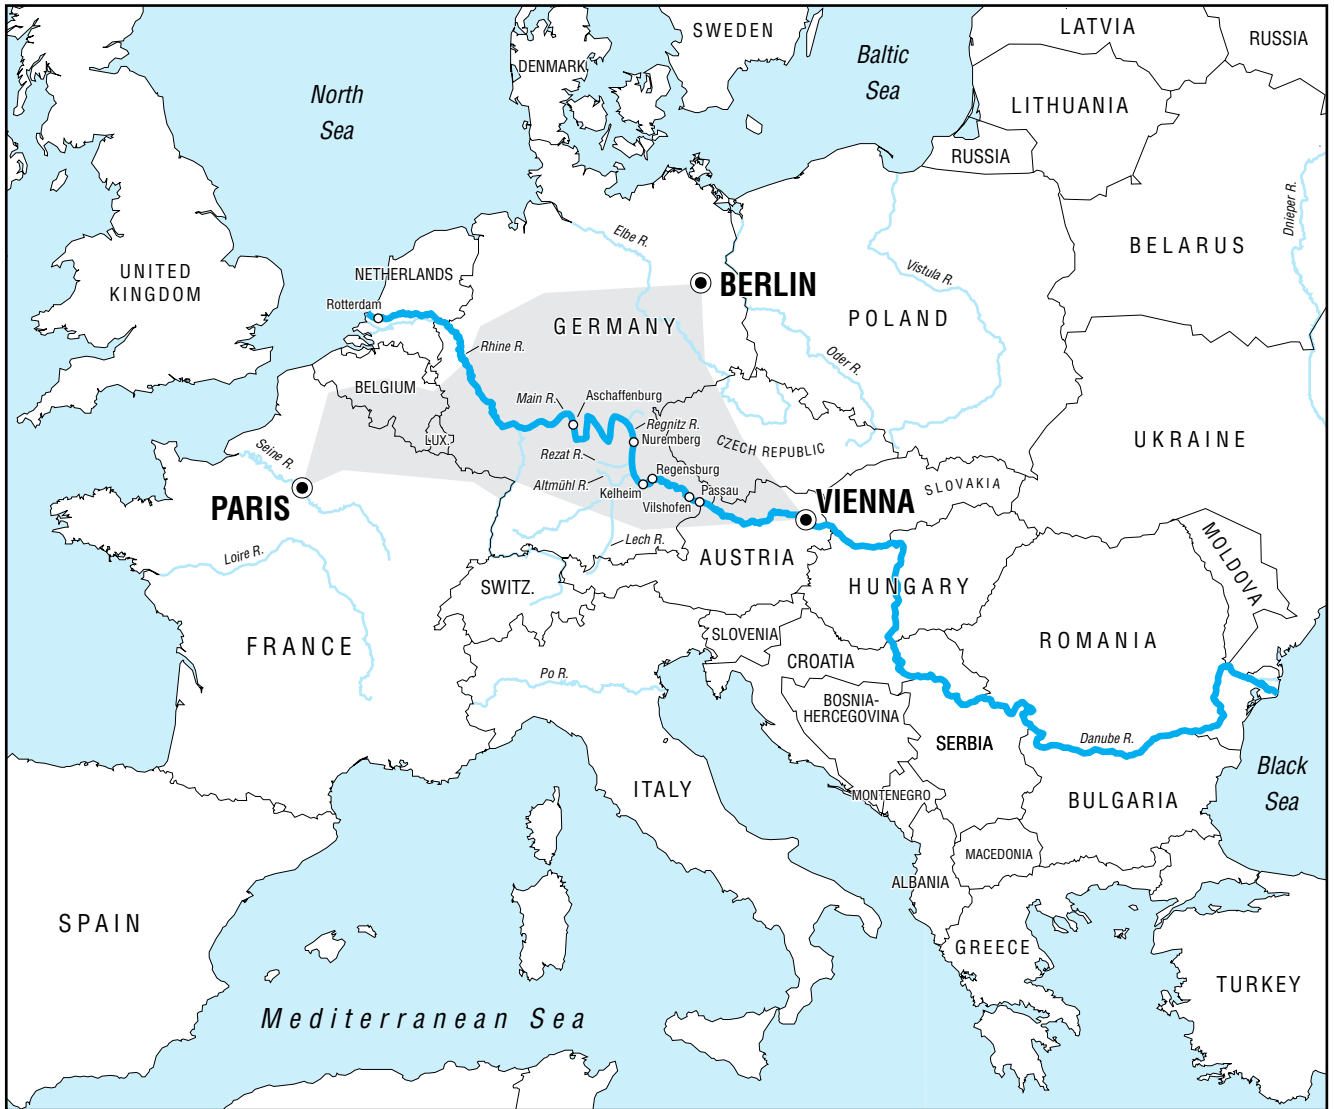 SWEDEN
LATVIA
RUSSIA
DENMARK
Baltic
Sea
North
Sea
LITHUANIA
RUSSIA
Dnieper R.
Elbe R.
BELARUS
UNITED
KINGDOM
NETHERLANDS
Vistula R.
BERLIN
Rotterdam
GERMANY
POLAND
Rhine R.
Oder R.
BELGIUM
Main R.
Aschaffenburg
Regnitz R.
LUX.
Nuremberg
CZECH REPUBLIC
UKRAINE
Seine R.
Rezat R.
Regensburg
Altmühl R.
Kelheim
Passau
Vilshofen
SLOVAKIA
PARIS
VIENNA
Lech R.
Loire R.
AUSTRIA
MOLDOVA
SWITZ.
HUNGARY
FRANCE
SLOVENIA
ROMANIA
CROATIA
Po R.
BOSNIA-
HERCEGOVINA
SERBIA
Danube R.
Black
Sea
ITALY
MONTENEGRO
BULGARIA
MACEDONIA
ALBANIA
SPAIN
GREECE
TURKEY
Mediterranean Sea